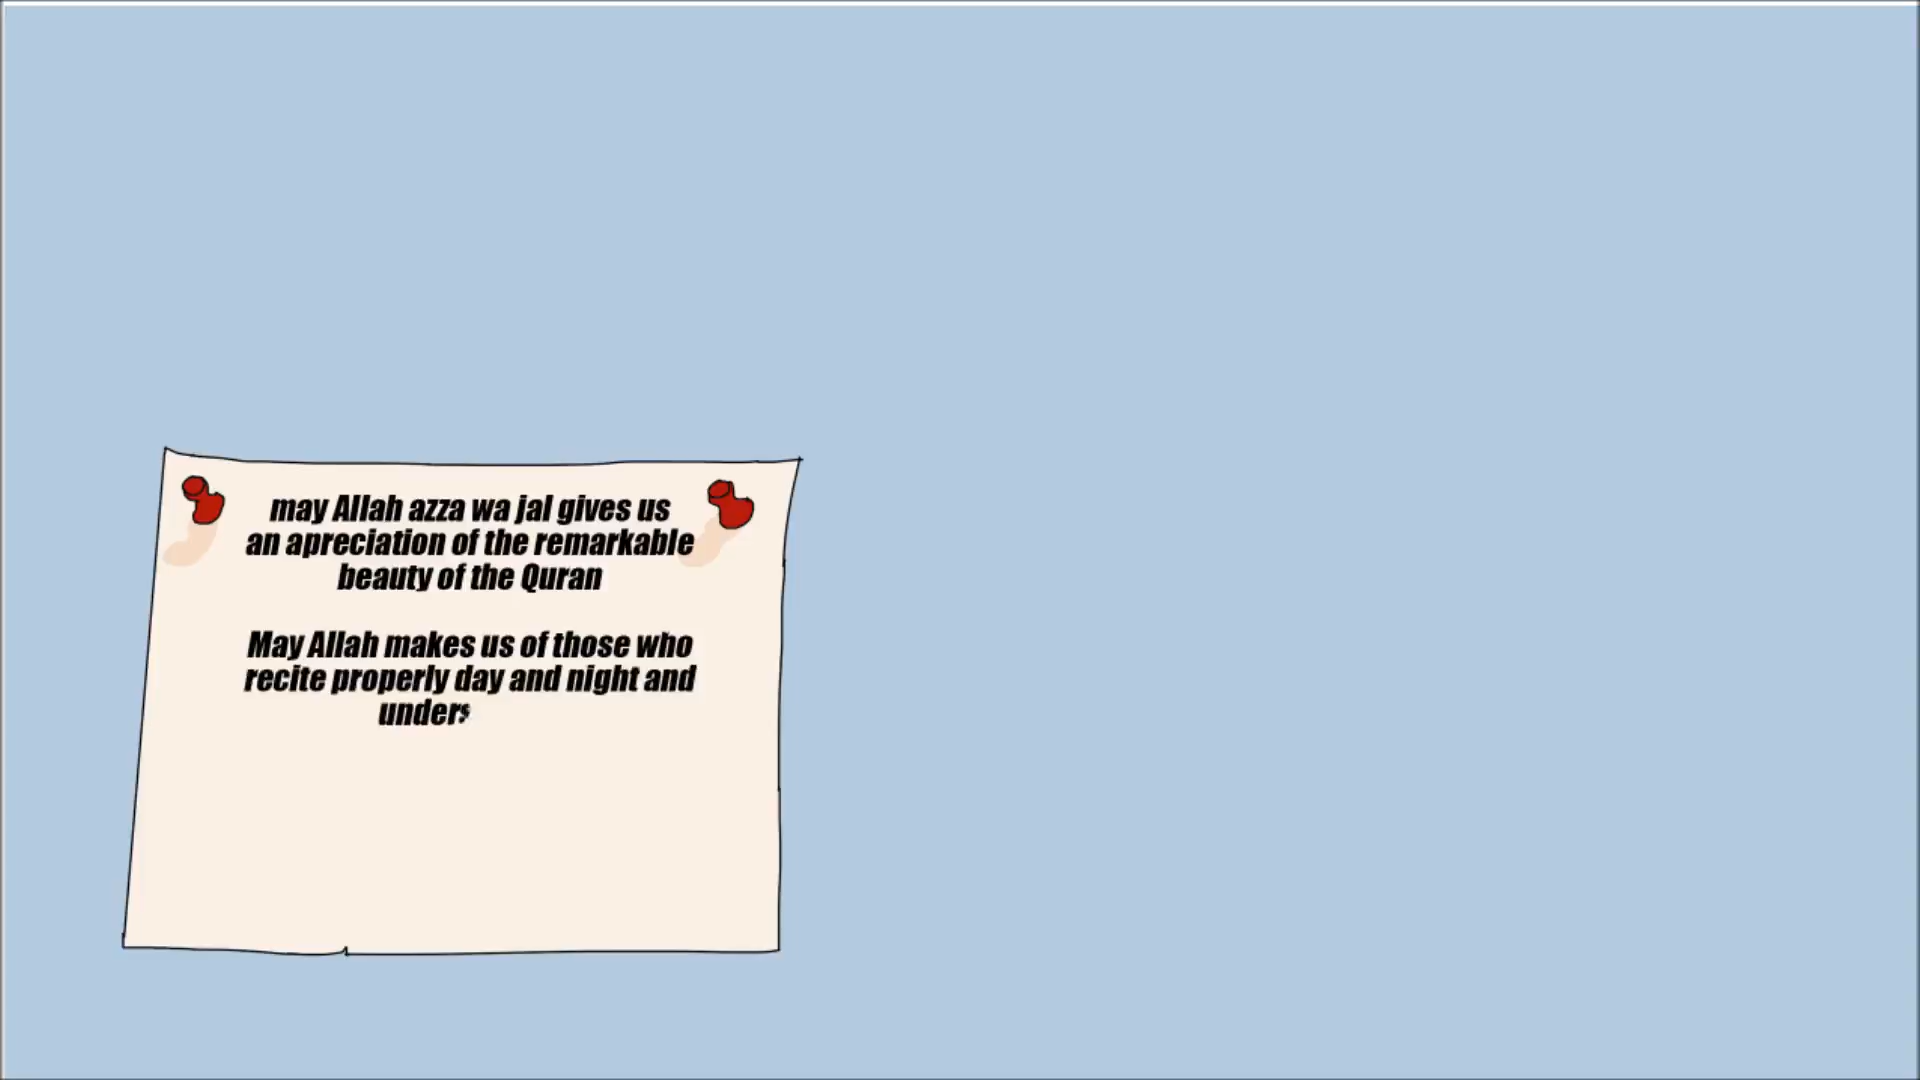 may Allah azza wa jal gives us
an apreciation of the remarkable
beauty of the Quran
May Allah makes us of those who
recite properly day and night and
unders